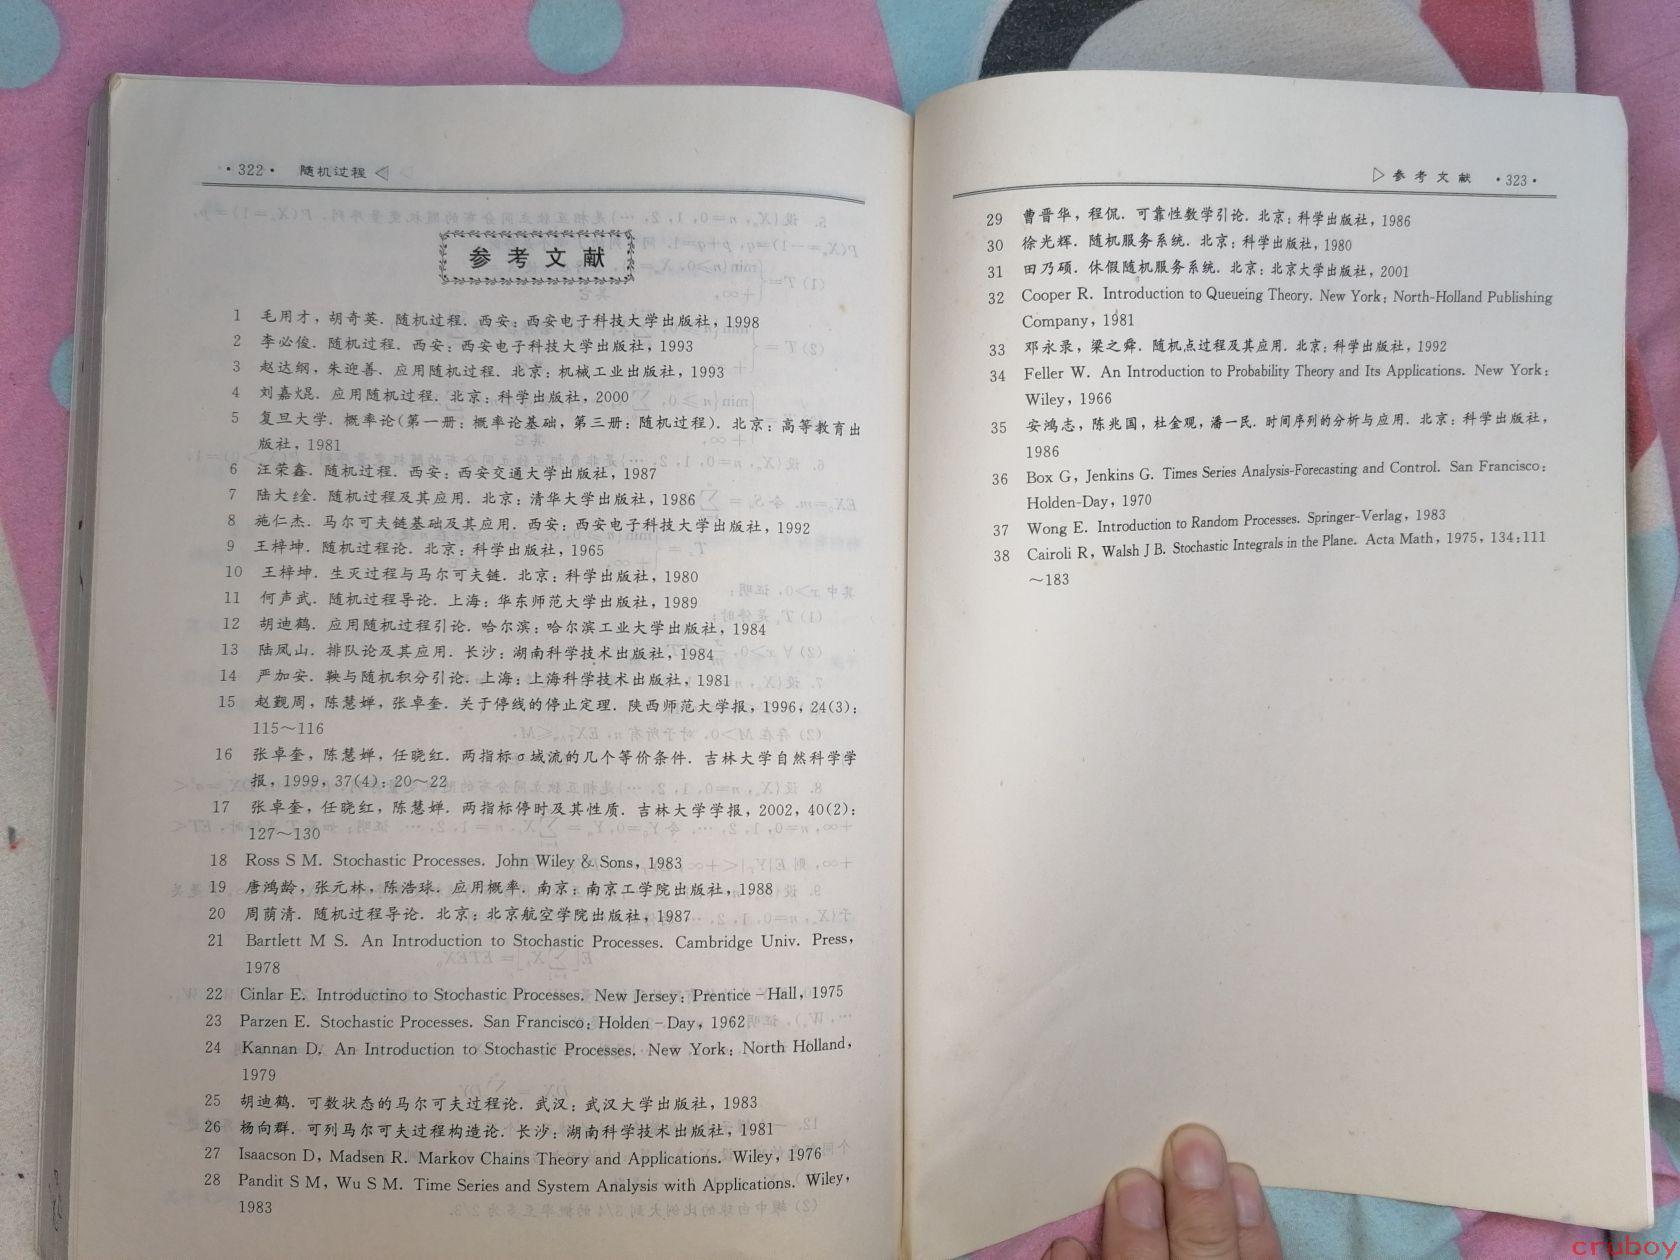 ·322· 随机过程
参考文献
1 毛用才，胡奇英．随机过程．西安：西安电子科技大学出版社，1998
2 李必俊．随机过程．西安：西安电子科技大学出版社，1993
3 赵达纲，朱迎善．应用随机过程．北京：机械工业出版社，1993
4 刘嘉焜．应用随机过程．北京：科学出版社，2000
5 复旦大学．概率论(第一册：概率论基础，第三册：随机过程)．北京：高等教育出
版社，1981
6 汪荣鑫．随机过程．西安：西安交通大学出版社，1987
7 陆大絟．随机过程及其应用．北京：清华大学出版社，1986
8 施仁杰．马尔可夫链基础及其应用．西安：西安电子科技大学出版社，1992
9 王梓坤．随机过程论．北京：科学出版社，1965
10 王梓坤．生灭过程与马尔可夫链．北京：科学出版社，1980
11 何声武．随机过程导论．上海：华东师范大学出版社，1989
12 胡迪鹤．应用随机过程引论．哈尔滨：哈尔滨工业大学出版社，1984
13 陆凤山．排队论及其应用．长沙：湖南科学技术出版社，1984
14 严加安．鞅与随机积分引论．上海：上海科学技术出版社，1981
15 赵觐周，陈慧婵，张卓奎．关于停线的停止定理．陕西师范大学报，1996，24(3)：
115～116
16 张卓奎，陈慧婵，任晓红．两指标σ域流的几个等价条件．吉林大学自然科学学
报，1999，37(4)：20～22
17 张卓奎，任晓红，陈慧婵．两指标停时及其性质．吉林大学学报，2002，40(2)：
127～130
18 Ross S M. Stochastic Processes. John Wiley & Sons，1983
19 唐鸿龄，张元林，陈浩球．应用概率．南京：南京工学院出版社，1988
20 周荫清．随机过程导论．北京：北京航空学院出版社，1987
21 Bartlett M S. An Introduction to Stochastic Processes. Cambridge Univ. Press，
1978
22 Cinlar E. Introductino to Stochastic Processes. New Jersey：Prentice–Hall，1975
23 Parzen E. Stochastic Processes. San Francisco：Holden–Day，1962
24 Kannan D. An Introduction to Stochastic Processes. New York：North Holland，
1979
25 胡迪鹤．可数状态的马尔可夫过程论．武汉：武汉大学出版社，1983
26 杨向群．可列马尔可夫过程构造论．长沙：湖南科学技术出版社，1981
27 Isaacson D，Madsen R. Markov Chains Theory and Applications. Wiley，1976
28 Pandit S M，Wu S M. Time Series and System Analysis with Applications. Wiley，
1983
参考文献 ·323·
29 曹晋华，程侃．可靠性数学引论．北京：科学出版社，1986
30 徐光辉．随机服务系统．北京：科学出版社，1980
31 田乃硕．休假随机服务系统．北京：北京大学出版社，2001
32 Cooper R. Introduction to Queueing Theory. New York：North-Holland Publishing
Company，1981
33 邓永录，梁之舜．随机点过程及其应用．北京：科学出版社，1992
34 Feller W. An Introduction to Probability Theory and Its Applications. New York：
Wiley，1966
35 安鸿志，陈兆国，杜金观，潘一民．时间序列的分析与应用．北京：科学出版社，
1986
36 Box G，Jenkins G. Times Series Analysis-Forecasting and Control. San Francisco：
Holden-Day，1970
37 Wong E. Introduction to Random Processes. Springer-Verlag，1983
38 Cairoli R，Walsh J B. Stochastic Integrals in the Plane. Acta Math，1975，134：111
～183
cruboy